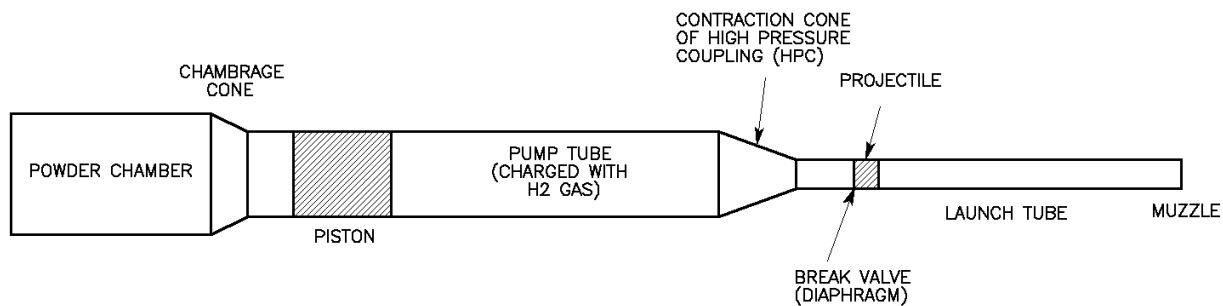 CONTRACTION CONE
OF HIGH PRESSURE
COUPLING (HPC)
CHAMBRAGE
CONE
PROJECTILE
POWDER CHAMBER
PUMP TUBE
(CHARGED WITH
H2 GAS)
PISTON
LAUNCH TUBE
MUZZLE
BREAK VALVE
(DIAPHRAGM)